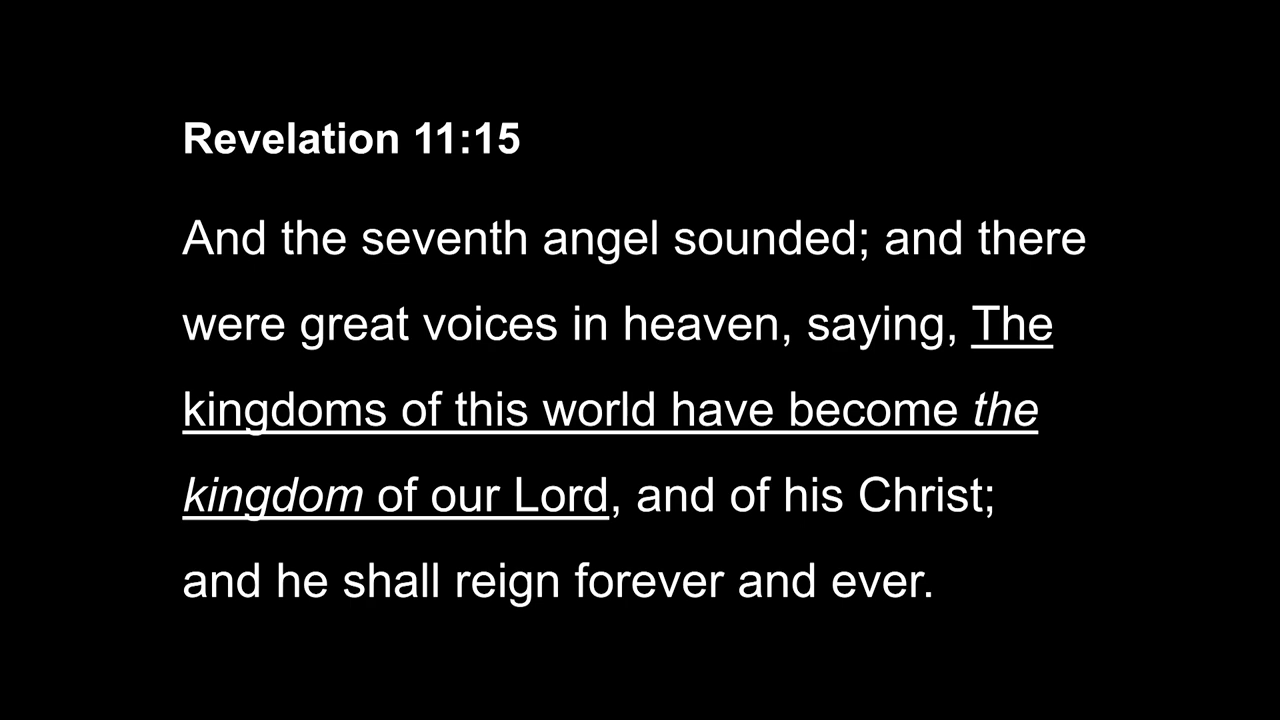 Revelation 11:15
And the seventh angel sounded; and there
were great voices in heaven, saying, The
kingdoms of this world have become the
kingdom of our Lord, and of his Christ;
and he shall reign forever and ever.